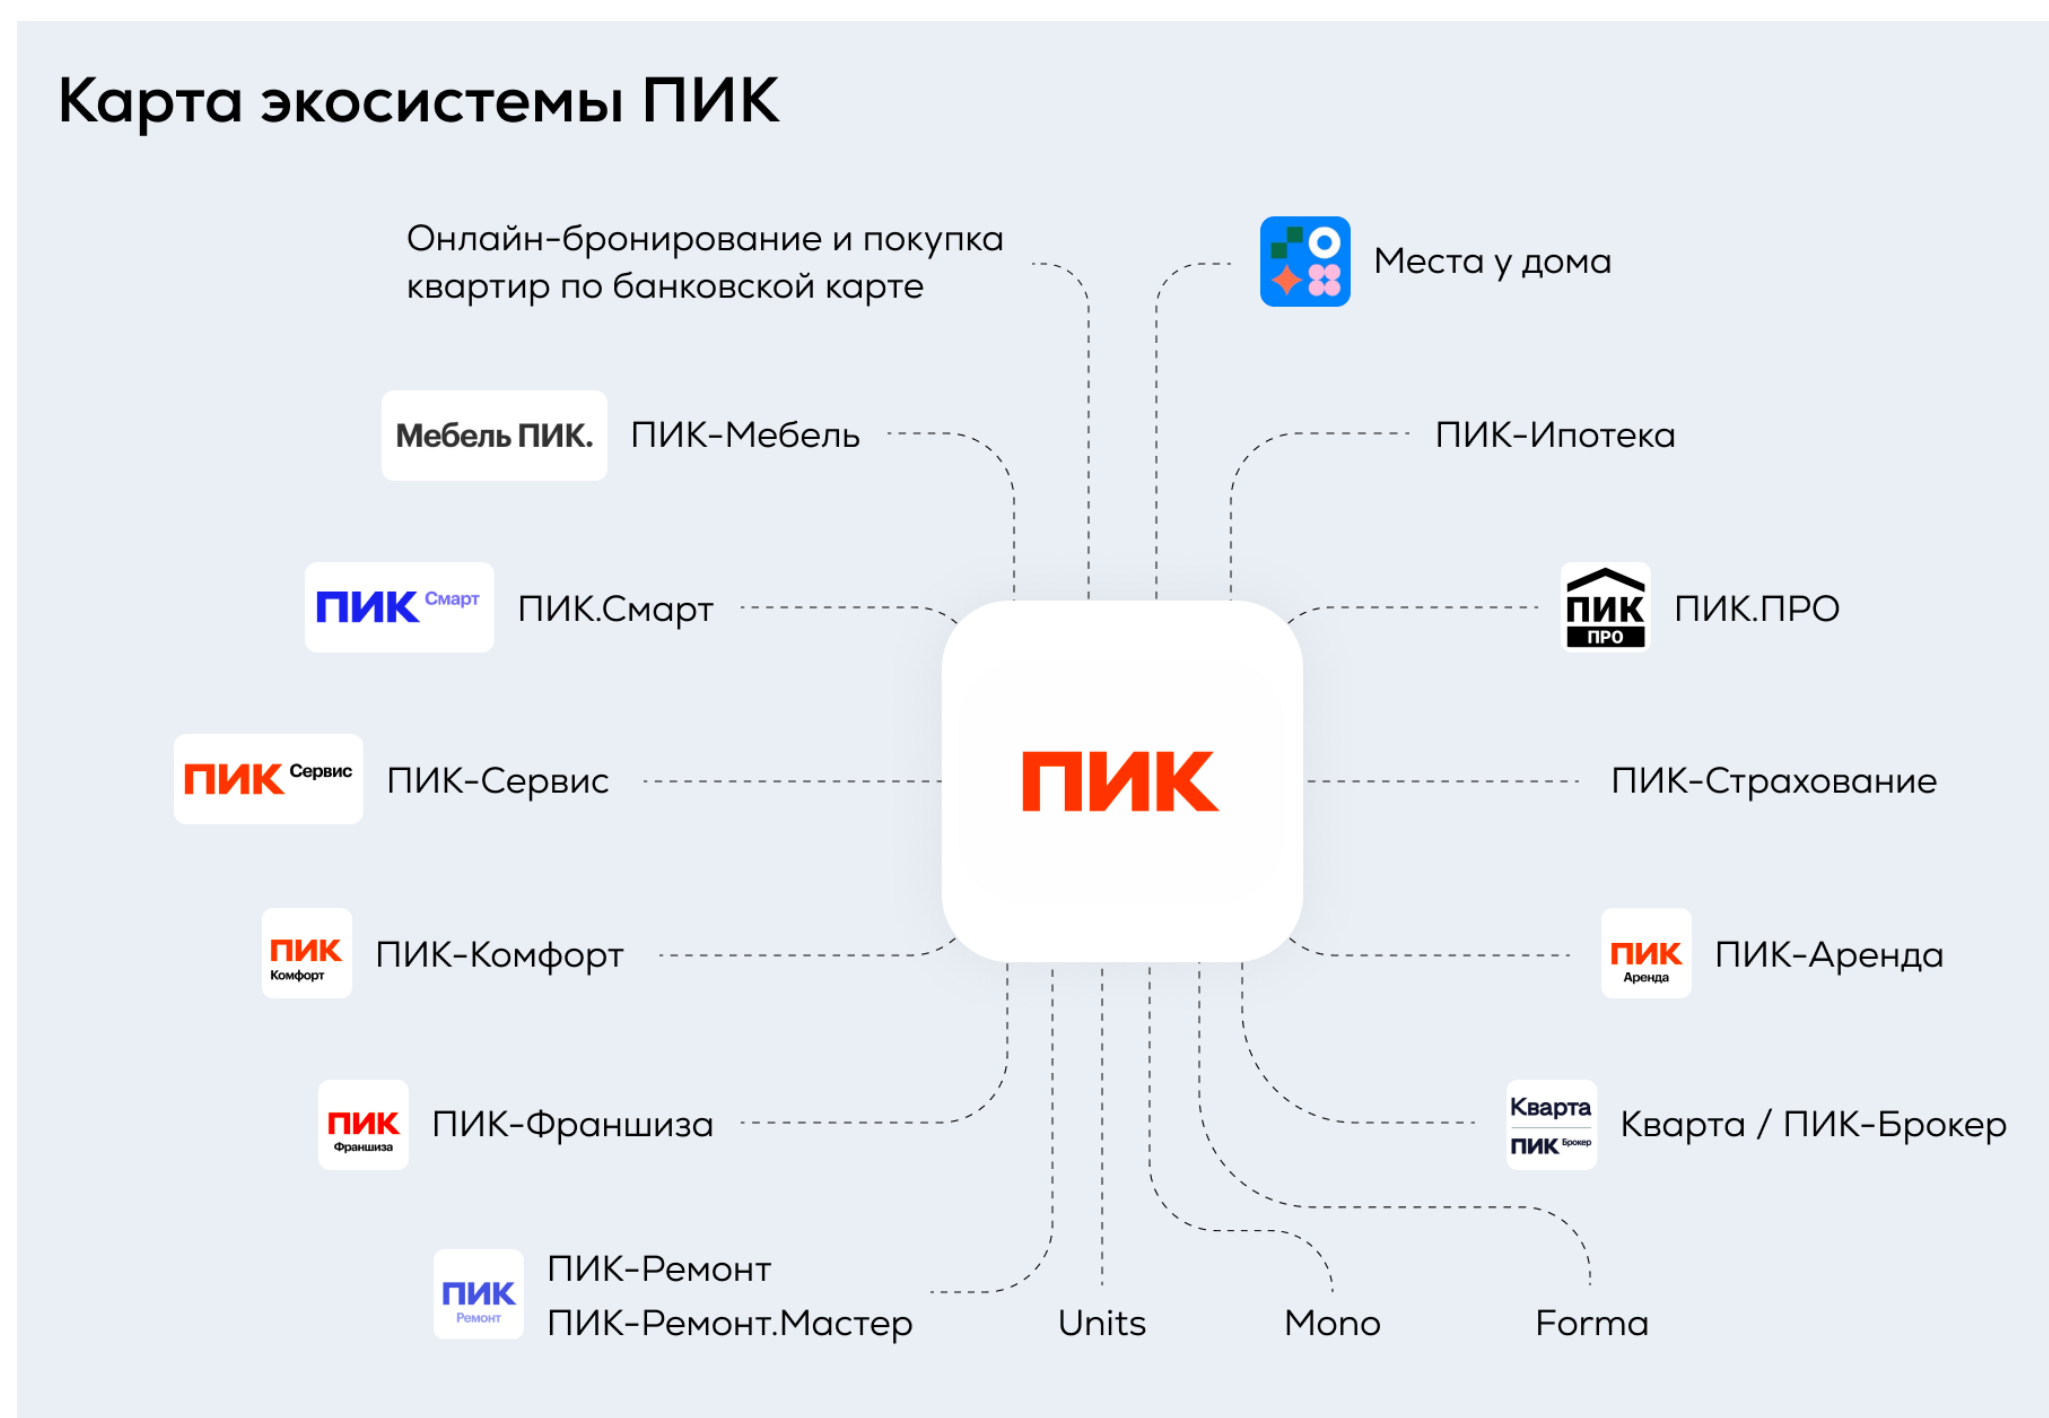 Карта экосистемы ПИК
Онлайн-бронирование и покупка
квартир по банковской карте
Места у дома
Мебель ПИК.
ПИК-Мебель
ПИК-Ипотека
ПИК Смарт
ПИК.Смарт
ПИК
ПРО
ПИК.ПРО
ПИК Сервис
ПИК-Сервис
ПИК
ПИК-Страхование
ПИК
Комфорт
ПИК-Комфорт
ПИК
Аренда
ПИК-Аренда
ПИК
Франшиза
ПИК-Франшиза
Кварта
ПИК Брокер
Кварта / ПИК-Брокер
ПИК
Ремонт
ПИК-Ремонт
ПИК-Ремонт.Мастер
Units
Mono
Forma